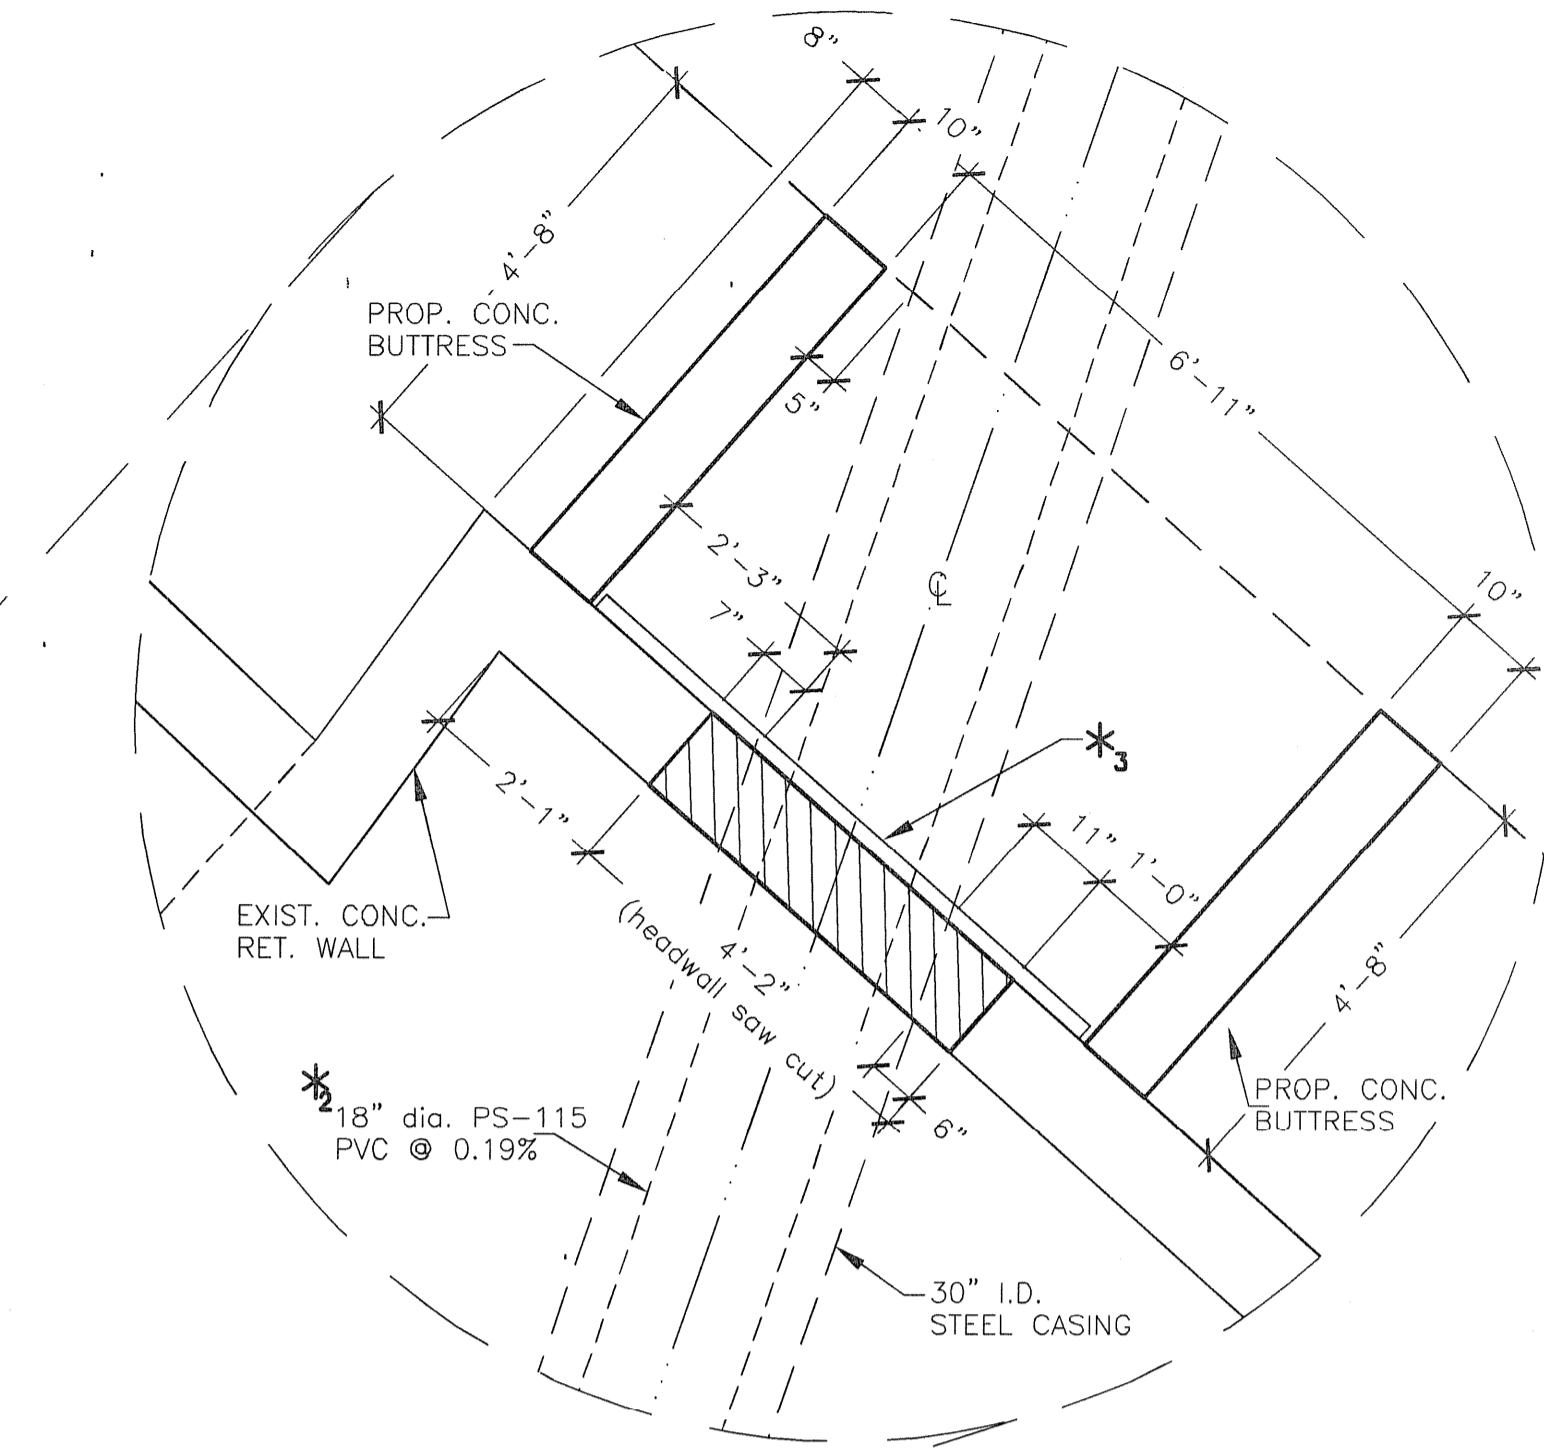 8"
10"
4'-8"
PROP. CONC.
BUTTRESS
6'-11"
5"
2'-3"
7"
℄
10"
*3
2'-1"
11"
1'-0"
EXIST. CONC.
RET. WALL
4'-2"
(headwall saw cut)
4'-8"
*2
18" dia. PS-115
PVC @ 0.19%
6"
PROP. CONC.
BUTTRESS
30" I.D.
STEEL CASING